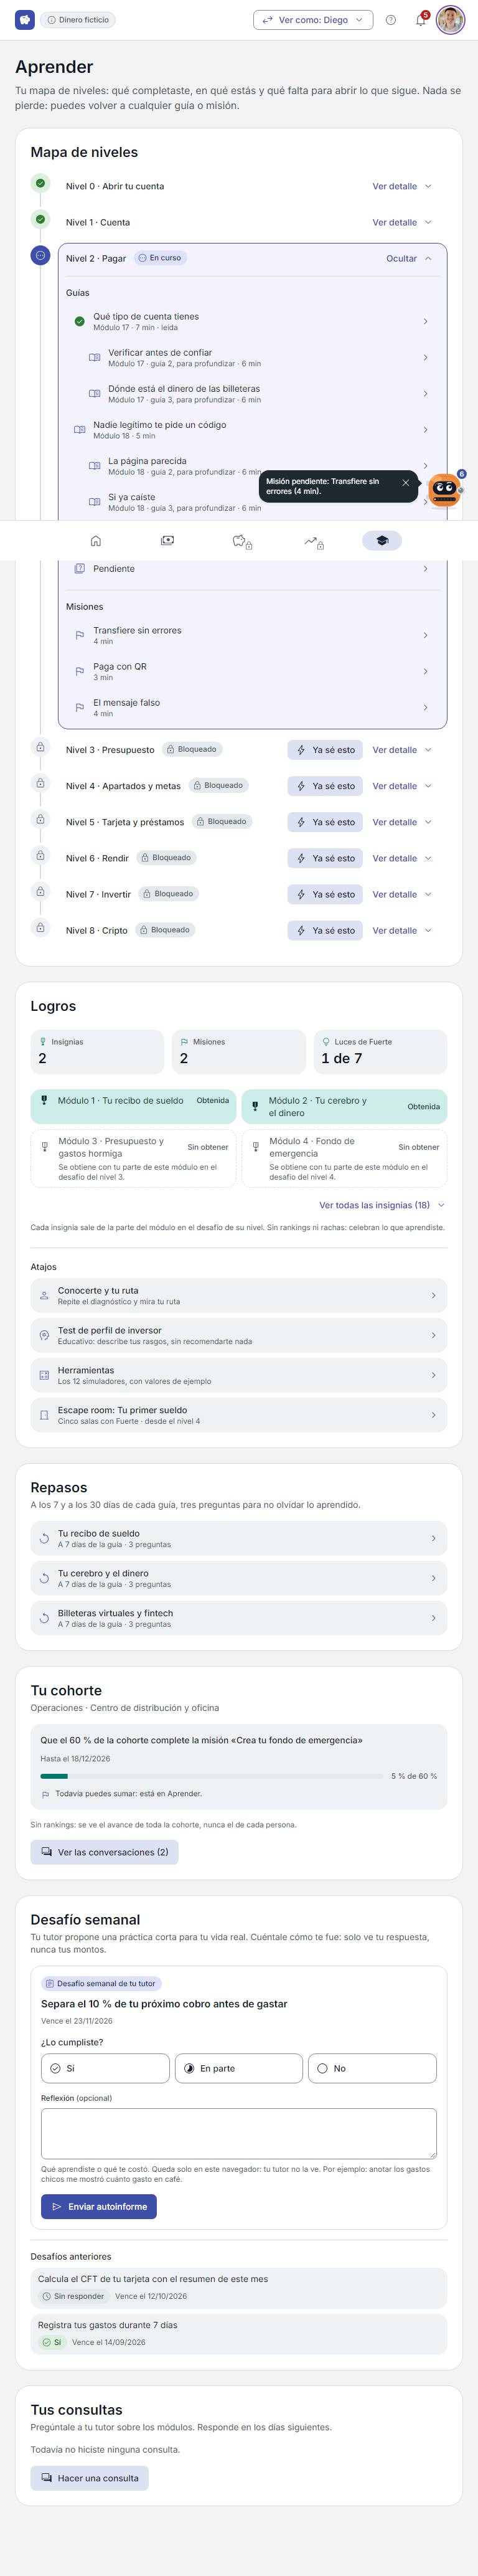 Dinero ficticio
Ver como: Diego
5
Aprender
Tu mapa de niveles: qué completaste, en qué estás y qué falta para abrir lo que sigue. Nada se
pierde: puedes volver a cualquier guía o misión.
Mapa de niveles
Nivel 0 · Abrir tu cuenta
Ver detalle
Nivel 1 · Cuenta
Ver detalle
Nivel 2 · Pagar
En curso
Ocultar
Guías
Qué tipo de cuenta tienes
Módulo 17 · 7 min · leída
Verificar antes de confiar
Módulo 17 · guía 2, para profundizar · 6 min
Dónde está el dinero de las billeteras
Módulo 17 · guía 3, para profundizar · 6 min
Nadie legítimo te pide un código
Módulo 18 · 5 min
La página parecida
Módulo 18 · guía 2, para profundizar · 6 min
Misión pendiente: Transfiere sin
errores (4 min).
6
Si ya caíste
Módulo 18 · guía 3, para profundizar · 6 min
Pendiente
Misiones
Transfiere sin errores
4 min
Paga con QR
3 min
El mensaje falso
4 min
Nivel 3 · Presupuesto
Bloqueado
Ya sé esto
Ver detalle
Nivel 4 · Apartados y metas
Bloqueado
Ya sé esto
Ver detalle
Nivel 5 · Tarjeta y préstamos
Bloqueado
Ya sé esto
Ver detalle
Nivel 6 · Rendir
Bloqueado
Ya sé esto
Ver detalle
Nivel 7 · Invertir
Bloqueado
Ya sé esto
Ver detalle
Nivel 8 · Cripto
Bloqueado
Ya sé esto
Ver detalle
Logros
Insignias
2
Misiones
2
Luces de Fuerte
1 de 7
Módulo 1 · Tu recibo de sueldo
Obtenida
Módulo 2 · Tu cerebro y
el dinero
Obtenida
Módulo 3 · Presupuesto y
gastos hormiga
Sin obtener
Se obtiene con tu parte de este módulo en el
desafío del nivel 3.
Módulo 4 · Fondo de
emergencia
Sin obtener
Se obtiene con tu parte de este módulo en el
desafío del nivel 4.
Ver todas las insignias (18)
Cada insignia sale de la parte del módulo en el desafío de su nivel. Sin rankings ni rachas: celebran lo que aprendiste.
Atajos
Conocerte y tu ruta
Repite el diagnóstico y mira tu ruta
Test de perfil de inversor
Educativo: describe tus rasgos, sin recomendarte nada
Herramientas
Los 12 simuladores, con valores de ejemplo
Escape room: Tu primer sueldo
Cinco salas con Fuerte · desde el nivel 4
Repasos
A los 7 y a los 30 días de cada guía, tres preguntas para no olvidar lo aprendido.
Tu recibo de sueldo
A 7 días de la guía · 3 preguntas
Tu cerebro y el dinero
A 7 días de la guía · 3 preguntas
Billeteras virtuales y fintech
A 7 días de la guía · 3 preguntas
Tu cohorte
Operaciones · Centro de distribución y oficina
Que el 60 % de la cohorte complete la misión «Crea tu fondo de emergencia»
Hasta el 18/12/2026
5 % de 60 %
Todavía puedes sumar: está en Aprender.
Sin rankings: se ve el avance de toda la cohorte, nunca el de cada persona.
Ver las conversaciones (2)
Desafío semanal
Tu tutor propone una práctica corta para tu vida real. Cuéntale cómo te fue: solo ve tu respuesta,
nunca tus montos.
Desafío semanal de tu tutor
Separa el 10 % de tu próximo cobro antes de gastar
Vence el 23/11/2026
¿Lo cumpliste?
Sí
En parte
No
Reflexión (opcional)
Qué aprendiste o qué te costó. Queda solo en este navegador: tu tutor no la ve. Por ejemplo: anotar los gastos
chicos me mostró cuánto gasto en café.
Enviar autoinforme
Desafíos anteriores
Calcula el CFT de tu tarjeta con el resumen de este mes
Sin responder
Vence el 12/10/2026
Registra tus gastos durante 7 días
Sí
Vence el 14/09/2026
Tus consultas
Pregúntale a tu tutor sobre los módulos. Responde en los días siguientes.
Todavía no hiciste ninguna consulta.
Hacer una consulta